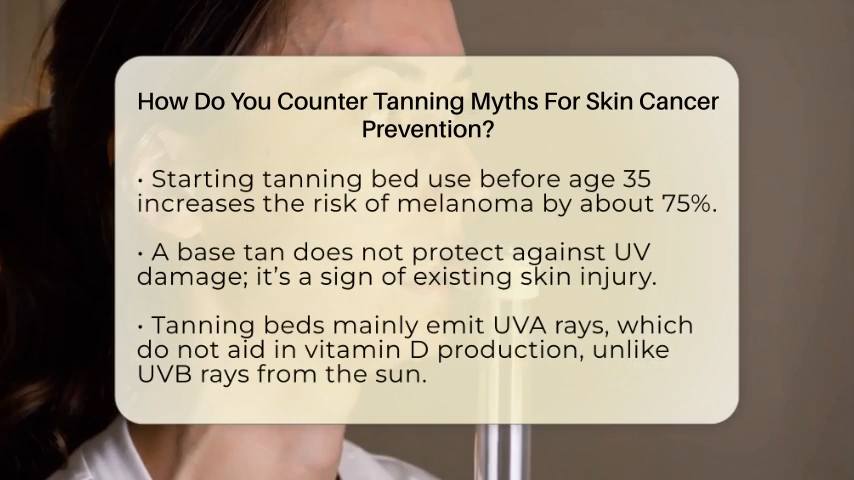 How Do You Counter Tanning Myths For Skin Cancer
Prevention?
• Starting tanning bed use before age 35
increases the risk of melanoma by about 75%.
• A base tan does not protect against UV
damage; it's a sign of existing skin injury.
• Tanning beds mainly emit UVA rays, which
do not aid in vitamin D production, unlike
UVB rays from the sun.